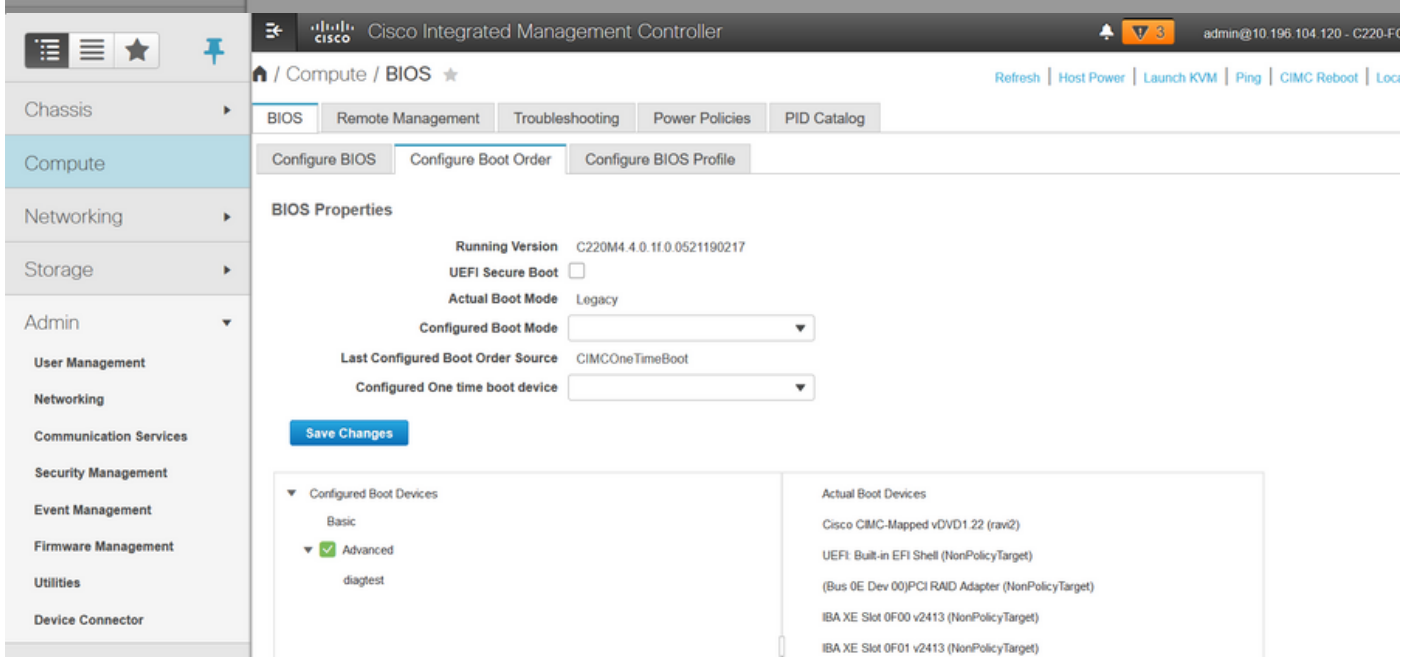 cisco Cisco Integrated Management Controller 3 admin@10.196.104.120 - C220-FC
/ Compute / BIOS
Refresh | Host Power | Launch KVM | Ping | CIMC Reboot |
Chassis
Compute
Networking
Storage
Admin
User Management
Networking
Communication Services
Security Management
Event Management
Firmware Management
Utilities
Device Connector
BIOS Remote Management Troubleshooting Power Policies PID Catalog
Configure BIOS Configure Boot Order Configure BIOS Profile
BIOS Properties
Running Version C220M4.4.0.1f.0.0521190217
UEFI Secure Boot
Actual Boot Mode Legacy
Configured Boot Mode
Last Configured Boot Order Source CIMCOneTimeBoot
Configured One time boot device
Save Changes
Configured Boot Devices
Basic
Advanced
diagtest
Actual Boot Devices
Cisco CIMC-Mapped vDVD1.22 (ravi2)
UEFI: Built-in EFI Shell (NonPolicyTarget)
(Bus 0E Dev 00)PCI RAID Adapter (NonPolicyTarget)
IBA XE Slot 0F00 v2413 (NonPolicyTarget)
IBA XE Slot 0F01 v2413 (NonPolicyTarget)